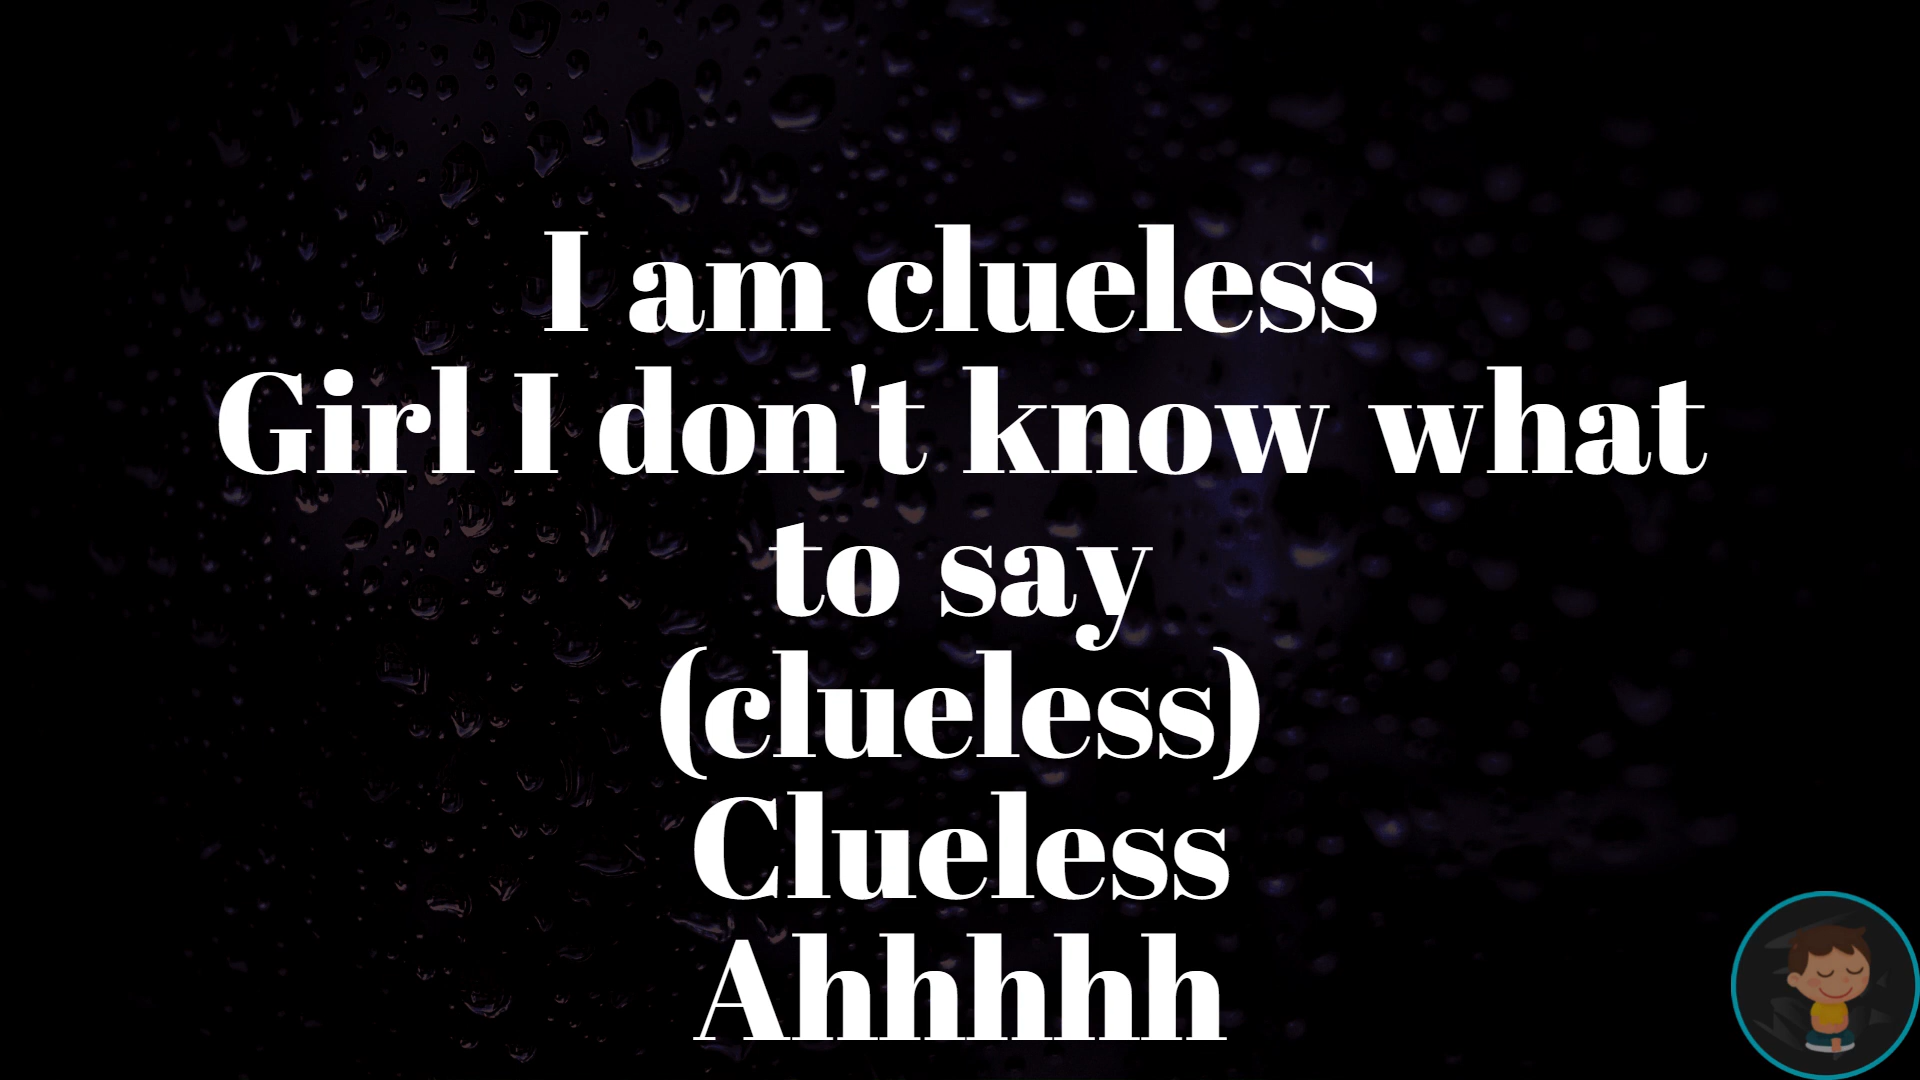 I am clueless
Girl I don't know what
to say
(clueless)
Clueless
Ahhhhh